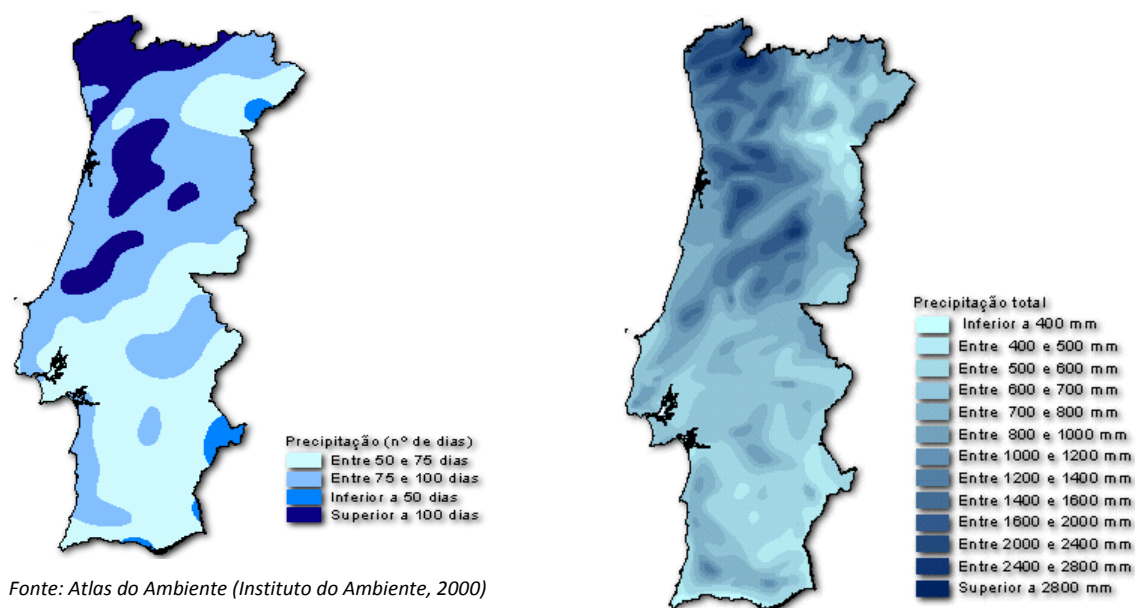 Precipitação (nº de dias)
Entre 50 e 75 dias
Entre 75 e 100 dias
Inferior a 50 dias
Superior a 100 dias
Fonte: Atlas do Ambiente (Instituto do Ambiente, 2000)
Precipitação total
Inferior a 400 mm
Entre 400 e 500 mm
Entre 500 e 600 mm
Entre 600 e 700 mm
Entre 700 e 800 mm
Entre 800 e 1000 mm
Entre 1000 e 1200 mm
Entre 1200 e 1400 mm
Entre 1400 e 1600 mm
Entre 1600 e 2000 mm
Entre 2000 e 2400 mm
Entre 2400 e 2800 mm
Superior a 2800 mm